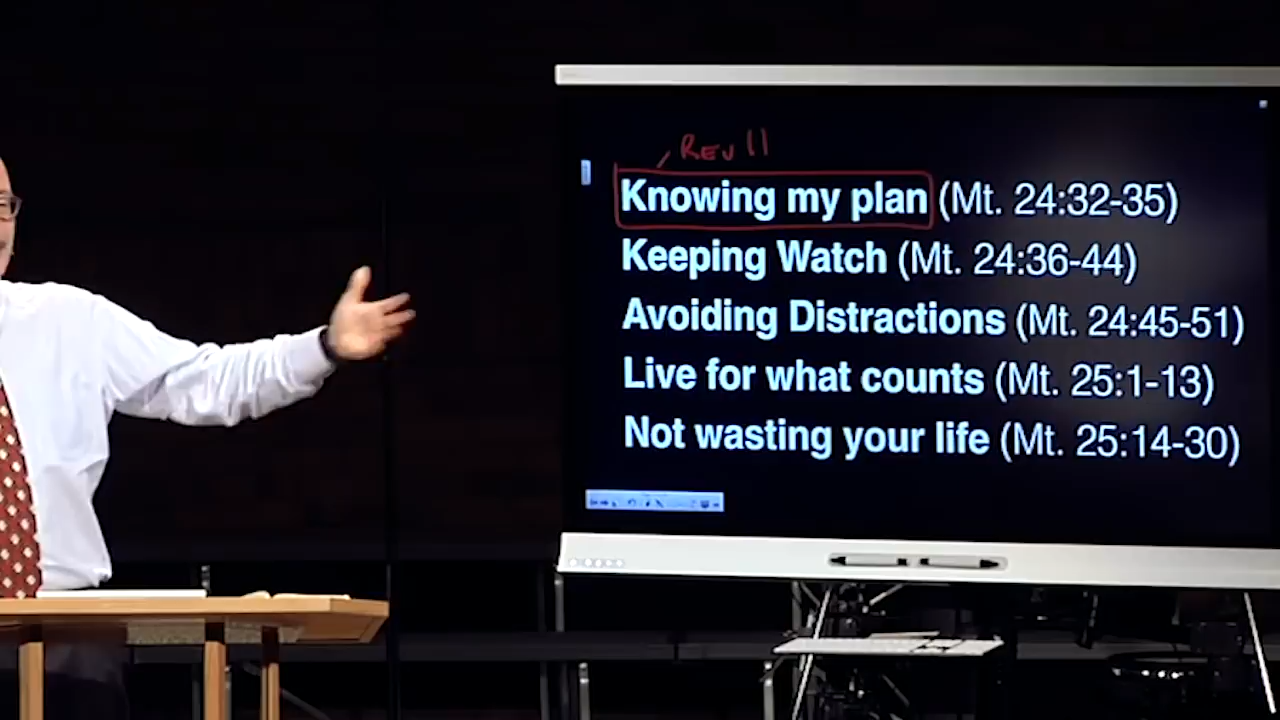 Rev 11
Knowing my plan (Mt. 24:32-35)
Keeping Watch (Mt. 24:36-44)
Avoiding Distractions (Mt. 24:45-51)
Live for what counts (Mt. 25:1-13)
Not wasting your life (Mt. 25:14-30)